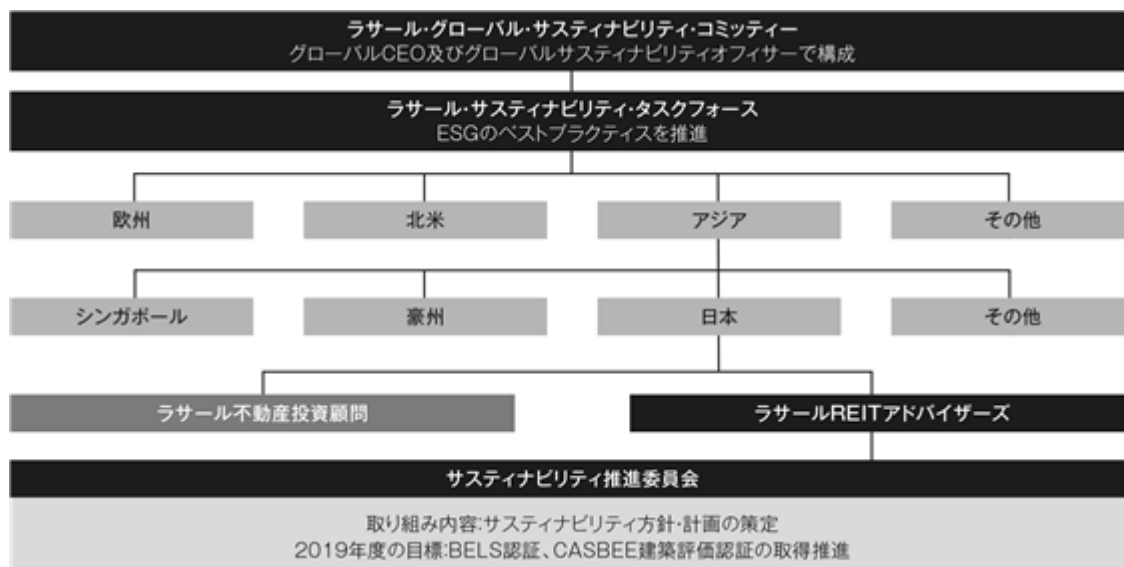 ラサール・グローバル・サスティナビリティ・コミッティー
グローバルCEO及びグローバルサスティナビリティオフィサーで構成
ラサール・サスティナビリティ・タスクフォース
ESGのベストプラクティスを推進
欧州
北米
アジア
その他
シンガポール
豪州
日本
その他
ラサール不動産投資顧問
ラサールREITアドバイザーズ
サスティナビリティ推進委員会
取り組み内容:サスティナビリティ方針・計画の策定
2019年度の目標:BELS認証、CASBEE建築評価認証の取得推進